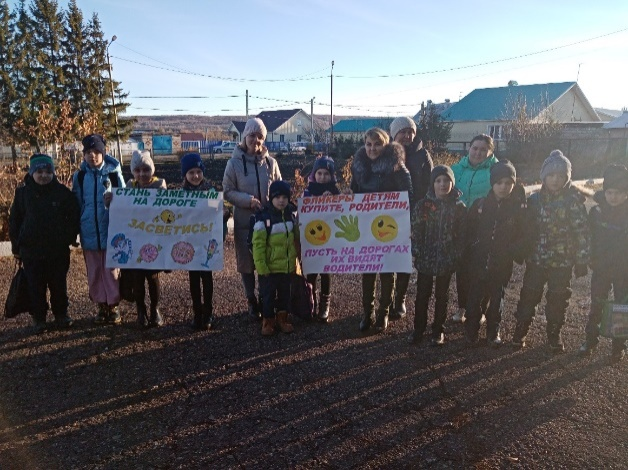 СТАНЬ ЗАМЕТНЫМ
НА ДОРОГЕ
ЗАСВЕТИСЬ!
ФЛИКЕРЫ ДЕТЯМ
КУПИТЕ, РОДИТЕЛИ,
ПУСТЬ НА ДОРОГАХ
ИХ ВИДЯТ
ВОДИТЕЛИ!